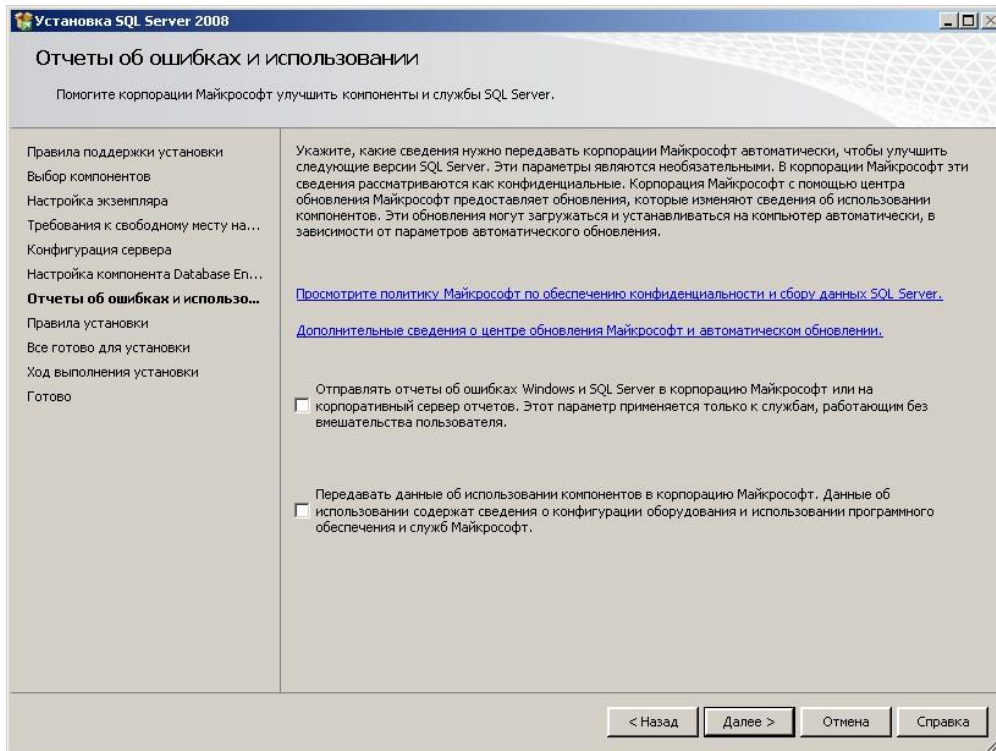 Установка SQL Server 2008
Отчеты об ошибках и использовании
Помогите корпорации Майкрософт улучшить компоненты и службы SQL Server.
Правила поддержки установки
Выбор компонентов
Настройка экземпляра
Требования к свободному месту на...
Конфигурация сервера
Настройка компонента Database En...
Отчеты об ошибках и использо...
Правила установки
Все готово для установки
Ход выполнения установки
Готово
Укажите, какие сведения нужно передавать корпорации Майкрософт автоматически, чтобы улучшить
следующие версии SQL Server. Эти параметры являются необязательными. В корпорации Майкрософт эти
сведения рассматриваются как конфиденциальные. Корпорация Майкрософт с помощью центра
обновления Майкрософт предоставляет обновления, которые изменяют сведения об использовании
компонентов. Эти обновления могут загружаться и устанавливаться на компьютер автоматически, в
зависимости от параметров автоматического обновления.
Просмотрите политику Майкрософт по обеспечению конфиденциальности и сбору данных SQL Server.
Дополнительные сведения о центре обновления Майкрософт и автоматическом обновлении.
Отправлять отчеты об ошибках Windows и SQL Server в корпорацию Майкрософт или на
корпоративный сервер отчетов. Этот параметр применяется только к службам, работающим без
вмешательства пользователя.
Передавать данные об использовании компонентов в корпорацию Майкрософт. Данные об
использовании содержат сведения о конфигурации оборудования и использовании программного
обеспечения и служб Майкрософт.
< Назад
Далее >
Отмена
Справка